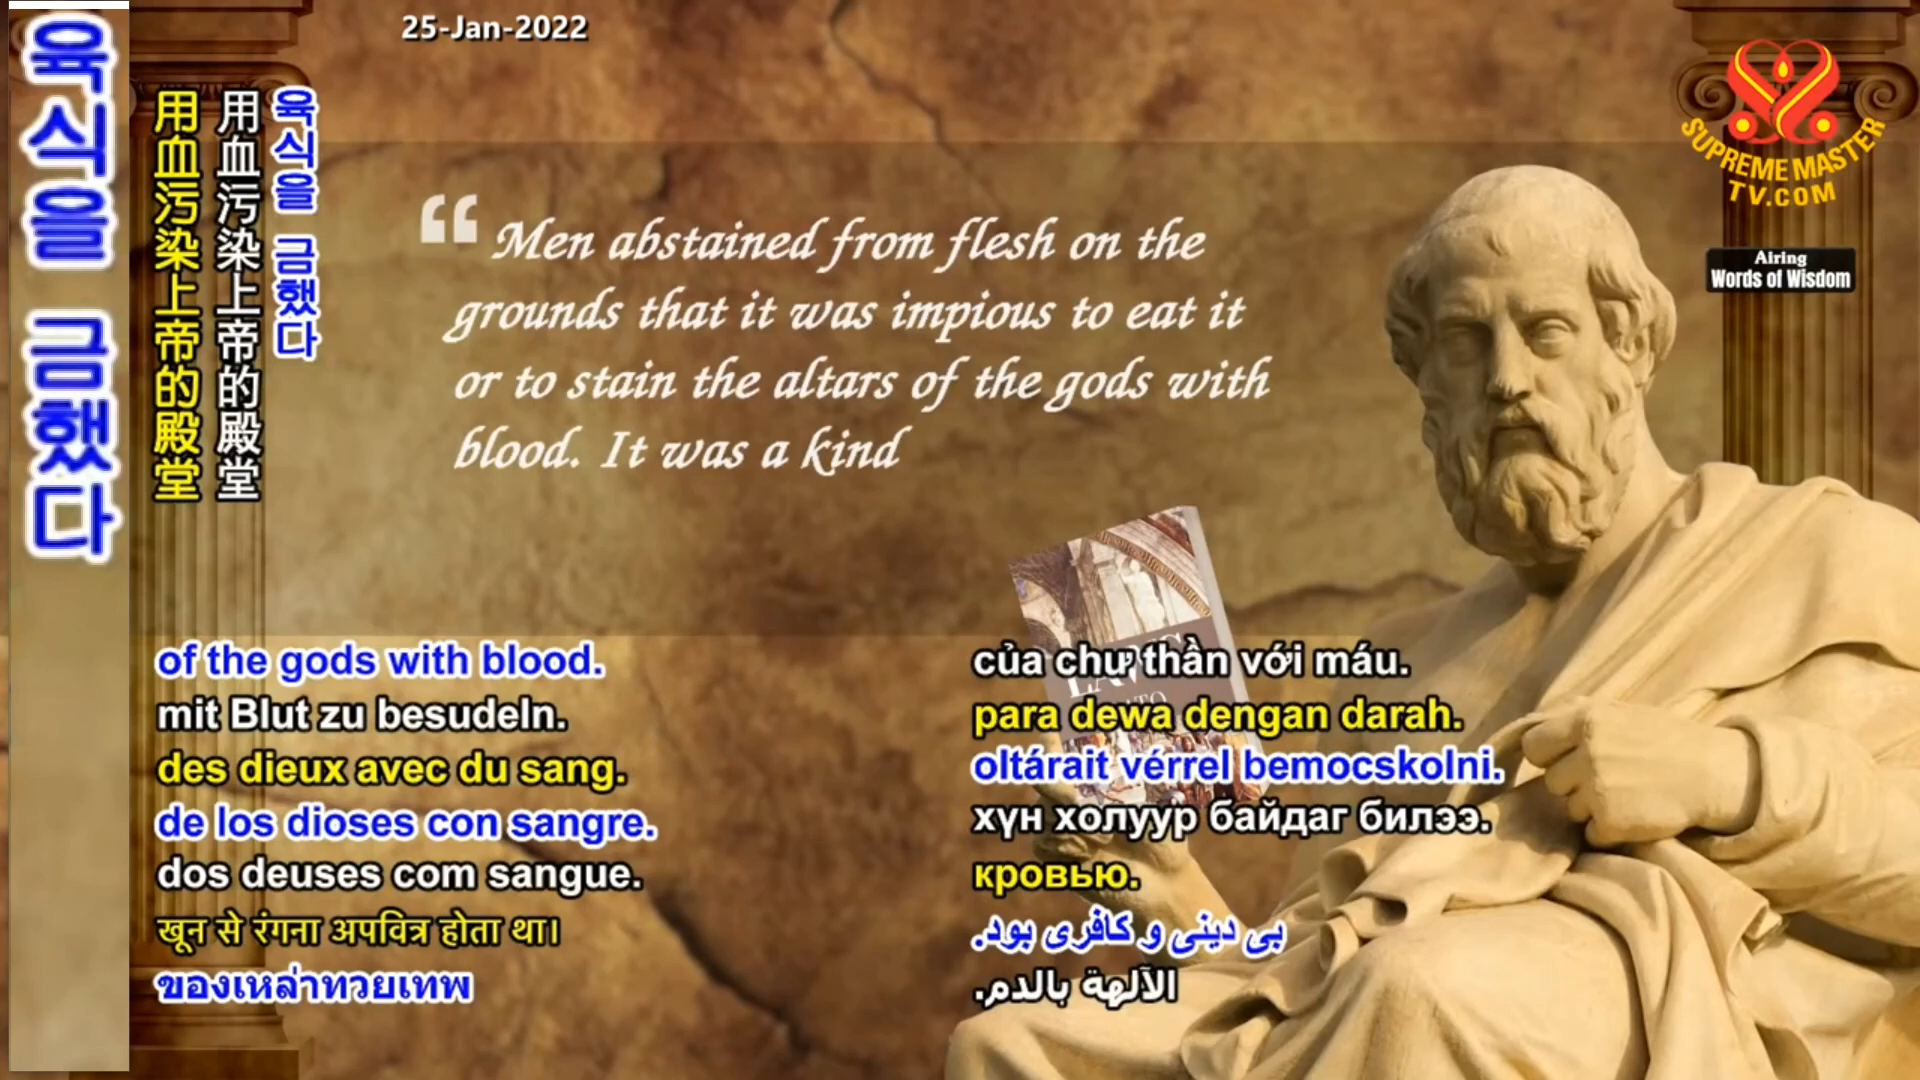 25-Jan-2022
육식을 금했다
用血污染上帝的殿堂
用血污染上帝的殿堂
육식을 금했다
SUPREME MASTER
TV.COM
Airing
Words of Wisdom
“ Men abstained from flesh on the
grounds that it was impious to eat it
or to stain the altars of the gods with
blood. It was a kind
of the gods with blood.
mit Blut zu besudeln.
des dieux avec du sang.
de los dioses con sangre.
dos deuses com sangue.
खून से रंगना अपवित्र होता था।
ของเหล่าทวยเทพ
của chư thần với máu.
para dewa dengan darah.
oltárait vérrel bemocskolni.
хүн холуур байдаг билээ.
кровью.
بی دینی و کافری بود.
الآلهة بالدم.